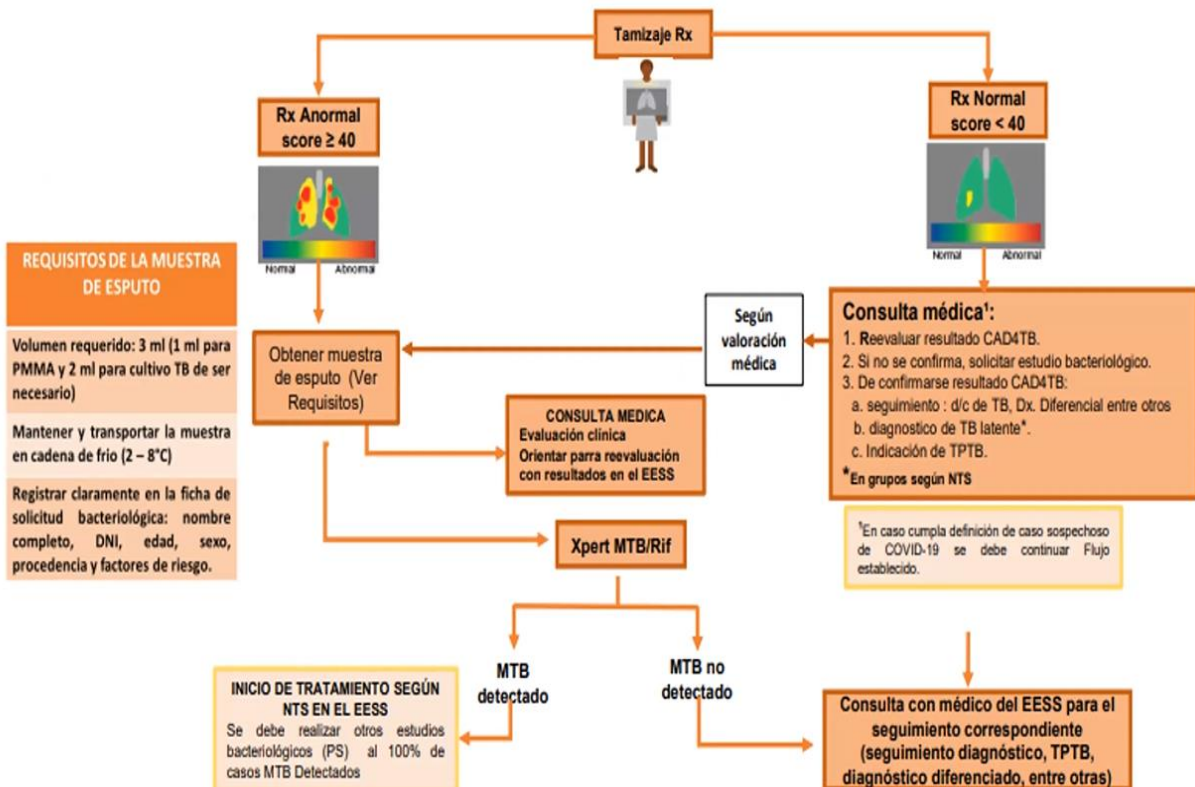 Tamizaje Rx
Rx Anormal
score ≥ 40
Normal
Abnormal
Rx Normal
score < 40
Normal
Abnormal
REQUISITOS DE LA MUESTRA
DE ESPUTO
Volumen requerido: 3 ml (1 ml para
PMMA y 2 ml para cultivo TB de ser
necesario)
Mantener y transportar la muestra
en cadena de frio (2 – 8°C)
Registrar claramente en la ficha de
solicitud bacteriológica: nombre
completo, DNI, edad, sexo,
procedencia y factores de riesgo.
Obtener muestra
de esputo (Ver
Requisitos)
Según
valoración
médica
Consulta médica¹:
1. Reevaluar resultado CAD4TB.
2. Si no se confirma, solicitar estudio bacteriológico.
3. De confirmarse resultado CAD4TB:
a. seguimiento : d/c de TB, Dx. Diferencial entre otros
b. diagnostico de TB latente*.
c. Indicación de TPTB.
*En grupos según NTS
CONSULTA MEDICA
Evaluación clínica
Orientar parra reevaluación
con resultados en el EESS
¹En caso cumpla definición de caso sospechoso
de COVID-19 se debe continuar Flujo
establecido.
Xpert MTB/Rif
MTB
detectado
MTB no
detectado
INICIO DE TRATAMIENTO SEGÚN
NTS EN EL EESS
Se debe realizar otros estudios
bacteriológicos (PS) al 100% de
casos MTB Detectados
Consulta con médico del EESS para el
seguimiento correspondiente
(seguimiento diagnóstico, TPTB,
diagnóstico diferenciado, entre otras)